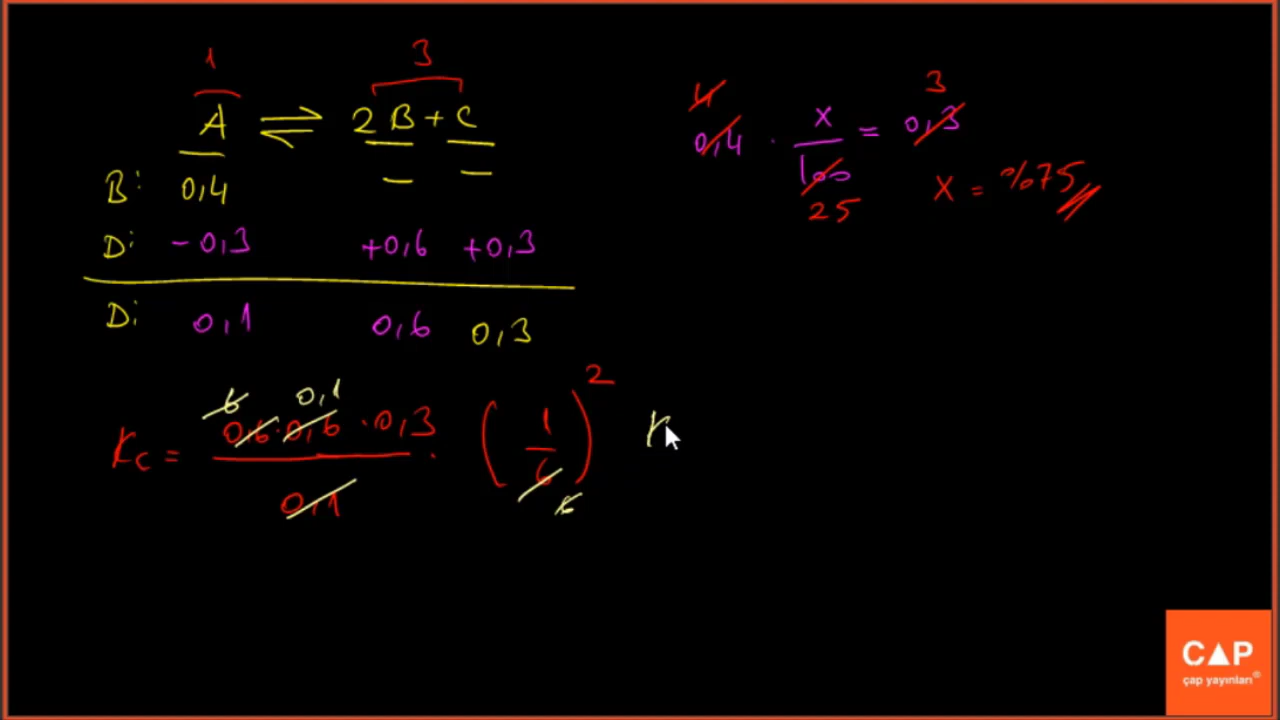 1 3
A ⇌ 2B + C
B: 0,4 — —
D: -0,3 +0,6 +0,3
D: 0,1 0,6 0,3
4 3
0,4 . x/100 = 0,3
25
x = %75
6 0,1
Kc = 0,6 . 0,6 . 0,3 / 0,1 . (1/6)²
6
K
CAP
çap yayınları®